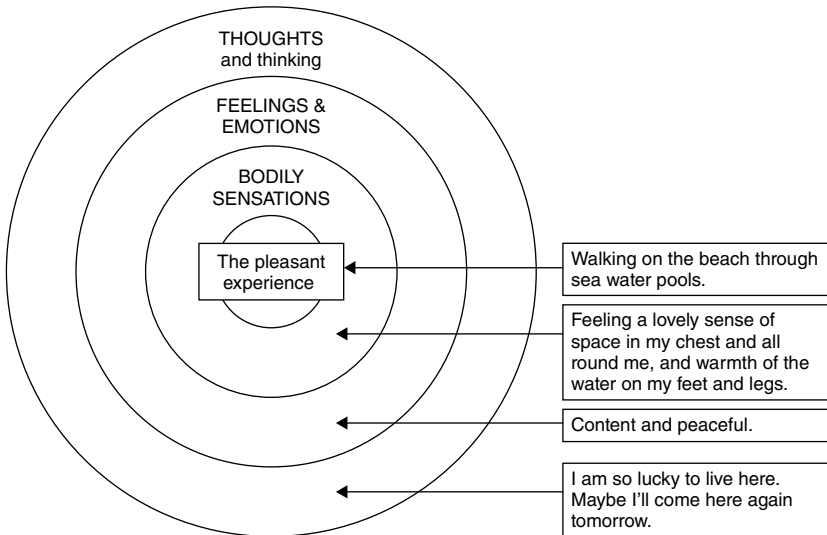 THOUGHTS
and thinking
FEELINGS &
EMOTIONS
BODILY
SENSATIONS
The pleasant
experience
Walking on the beach through
sea water pools.
Feeling a lovely sense of
space in my chest and all
round me, and warmth of the
water on my feet and legs.
Content and peaceful.
I am so lucky to live here.
Maybe I'll come here again
tomorrow.